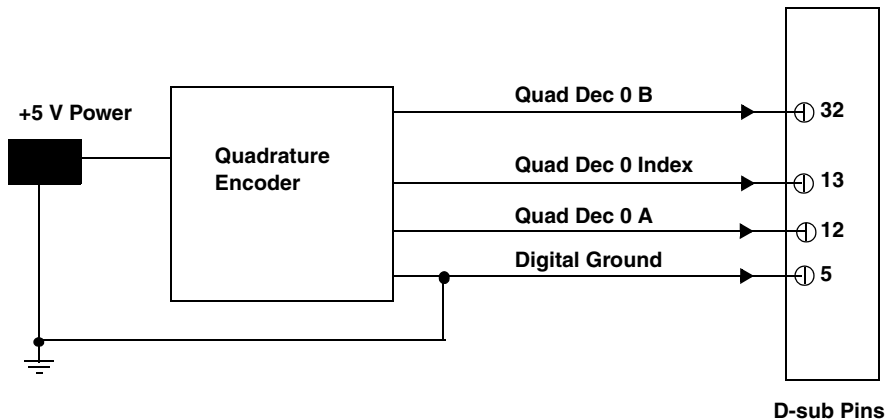 +5 V Power
Quadrature
Encoder
Quad Dec 0 B
32
Quad Dec 0 Index
13
Quad Dec 0 A
12
Digital Ground
5
D-sub Pins